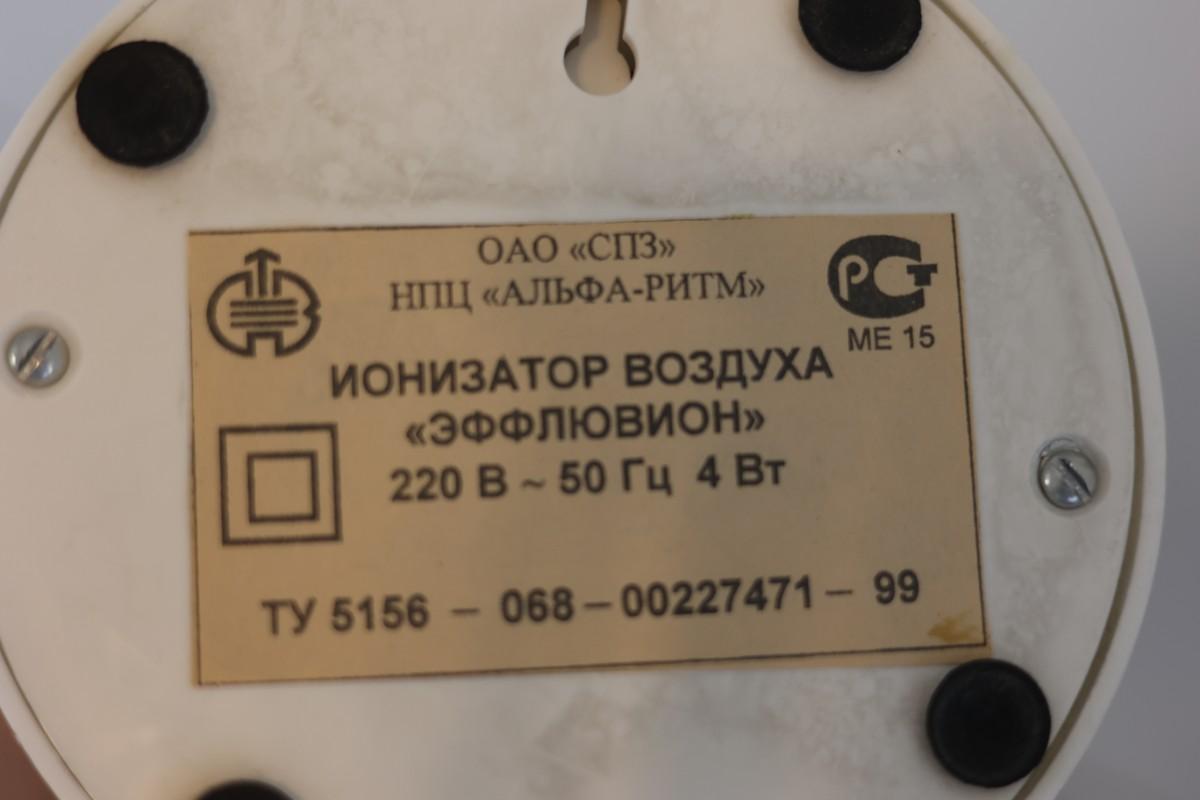 ОАО «СПЗ»
НПЦ «АЛЬФА-РИТМ»
РСТ
МЕ 15
ИОНИЗАТОР ВОЗДУХА
«ЭФФЛЮВИОН»
220 В ~ 50 Гц 4 Вт
ТУ 5156 – 068 – 00227471 – 99